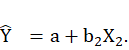 Ŷ = a + b₂X₂.